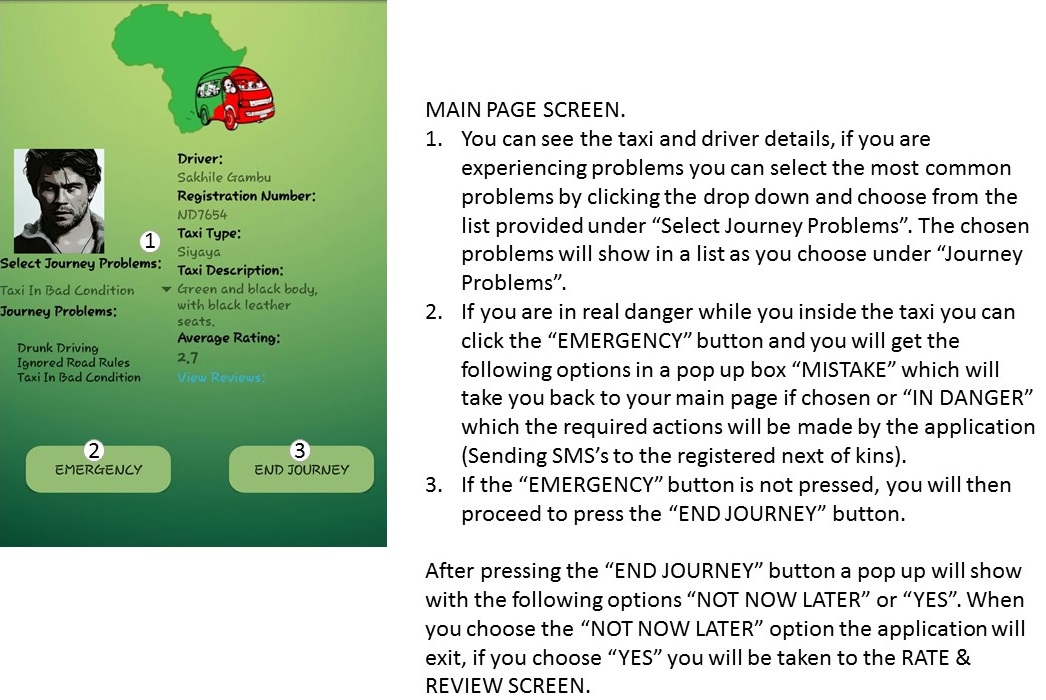 Driver:
Sakhile Gambu
Registration Number:
ND7654
1
Taxi Type:
Siyaya
Select Journey Problems:
Taxi Description:
Taxi In Bad Condition
Green and black body,
with black leather
seats.
Journey Problems:
Average Rating:
2,7
Drunk Driving
Ignored Road Rules
Taxi In Bad Condition
View Reviews:
2
EMERGENCY
3
END JOURNEY
MAIN PAGE SCREEN.
1. You can see the taxi and driver details, if you are
experiencing problems you can select the most common
problems by clicking the drop down and choose from the
list provided under “Select Journey Problems”. The chosen
problems will show in a list as you choose under “Journey
Problems”.
2. If you are in real danger while you inside the taxi you can
click the “EMERGENCY” button and you will get the
following options in a pop up box “MISTAKE” which will
take you back to your main page if chosen or “IN DANGER”
which the required actions will be made by the application
(Sending SMS’s to the registered next of kins).
3. If the “EMERGENCY” button is not pressed, you will then
proceed to press the “END JOURNEY” button.
After pressing the “END JOURNEY” button a pop up will show
with the following options “NOT NOW LATER” or “YES”. When
you choose the “NOT NOW LATER” option the application will
exit, if you choose “YES” you will be taken to the RATE &
REVIEW SCREEN.